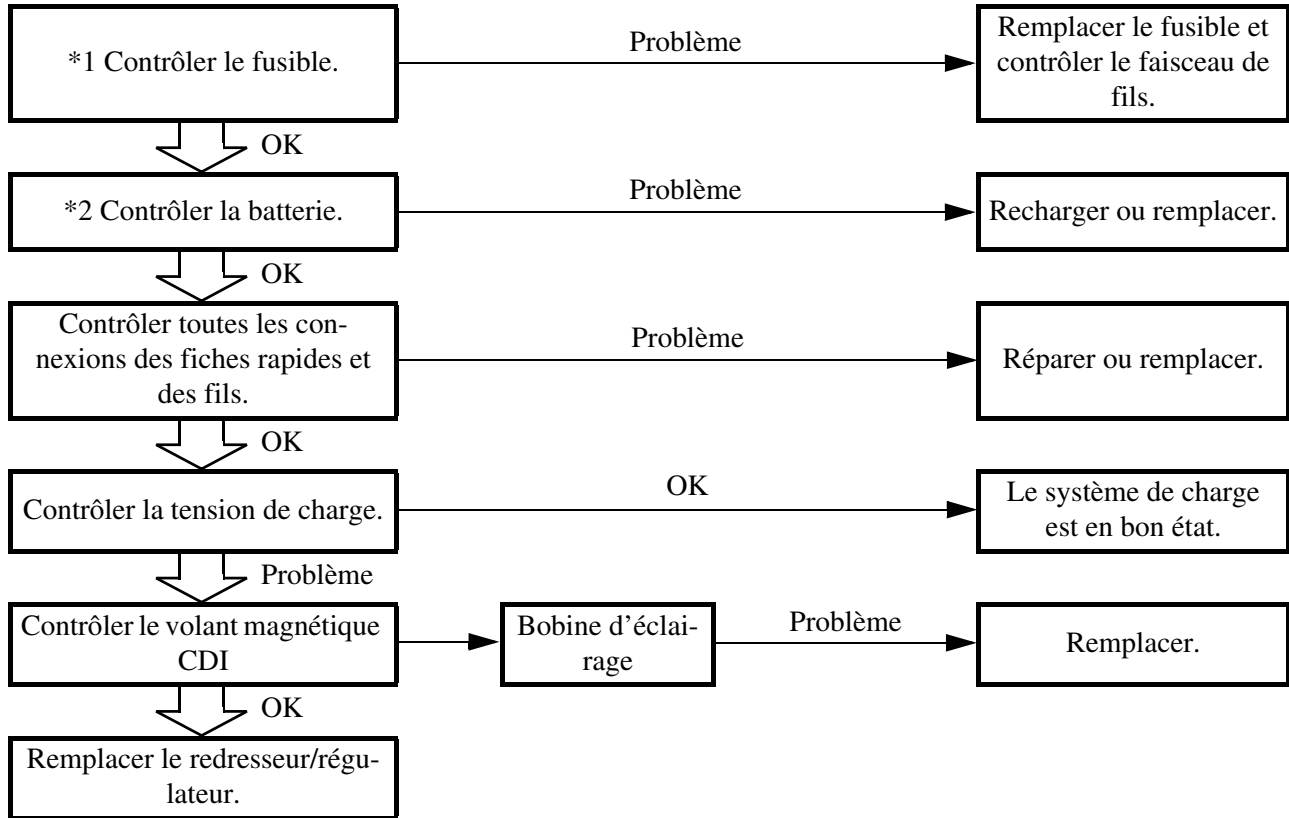 *1 Contrôler le fusible.
Problème
Remplacer le fusible et
contrôler le faisceau de
fils.
OK
*2 Contrôler la batterie.
Problème
Recharger ou remplacer.
OK
Contrôler toutes les con-
nexions des fiches rapides et
des fils.
Problème
Réparer ou remplacer.
OK
Contrôler la tension de charge.
OK
Le système de charge
est en bon état.
Problème
Contrôler le volant magnétique
CDI
Bobine d'éclai-
rage
Problème
Remplacer.
OK
Remplacer le redresseur/régu-
lateur.